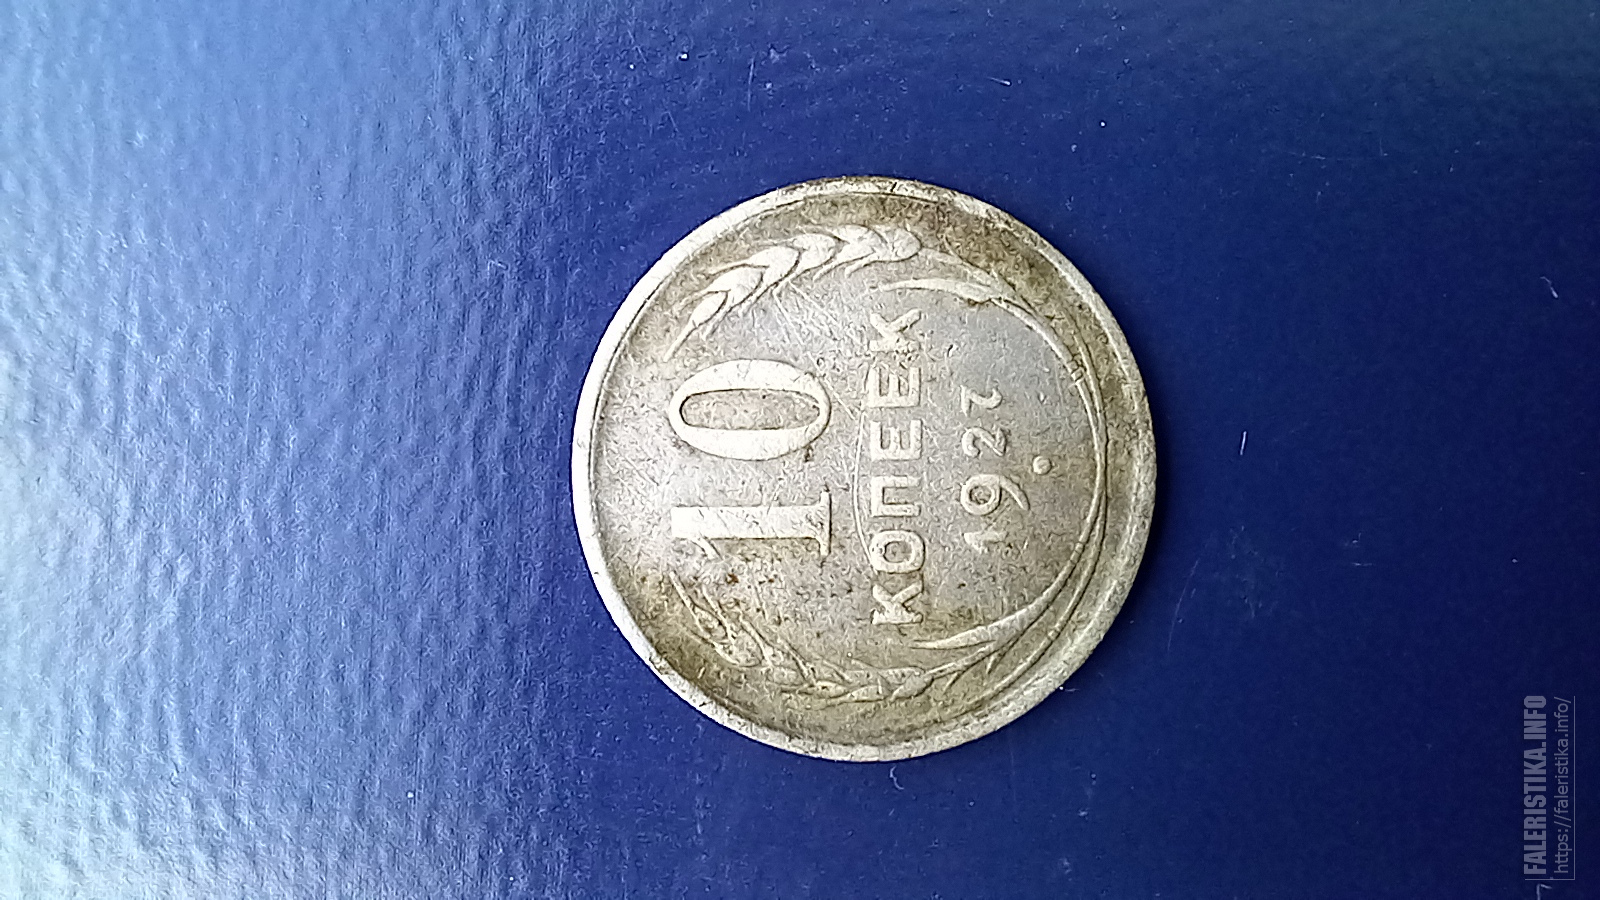 10
КОПЕЕК
1927
FALERISTIKA.INFO
https://faleristika.info/